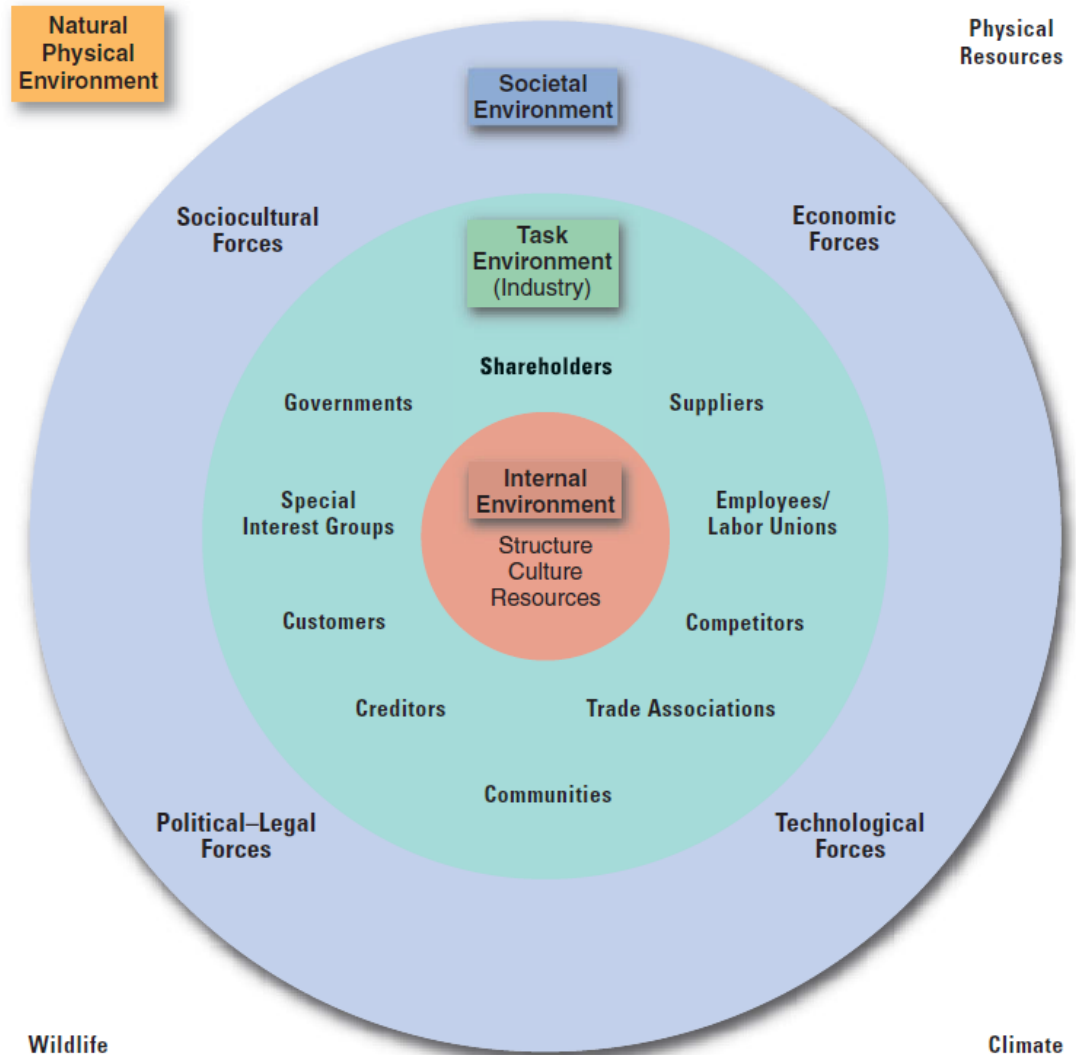 Natural
Physical
Environment
Physical
Resources
Societal
Environment
Sociocultural
Forces
Economic
Forces
Task
Environment
(Industry)
Shareholders
Governments
Suppliers
Internal
Environment
Structure
Culture
Resources
Special
Interest Groups
Employees/
Labor Unions
Customers
Competitors
Creditors
Trade Associations
Communities
Political–Legal
Forces
Technological
Forces
Wildlife
Climate